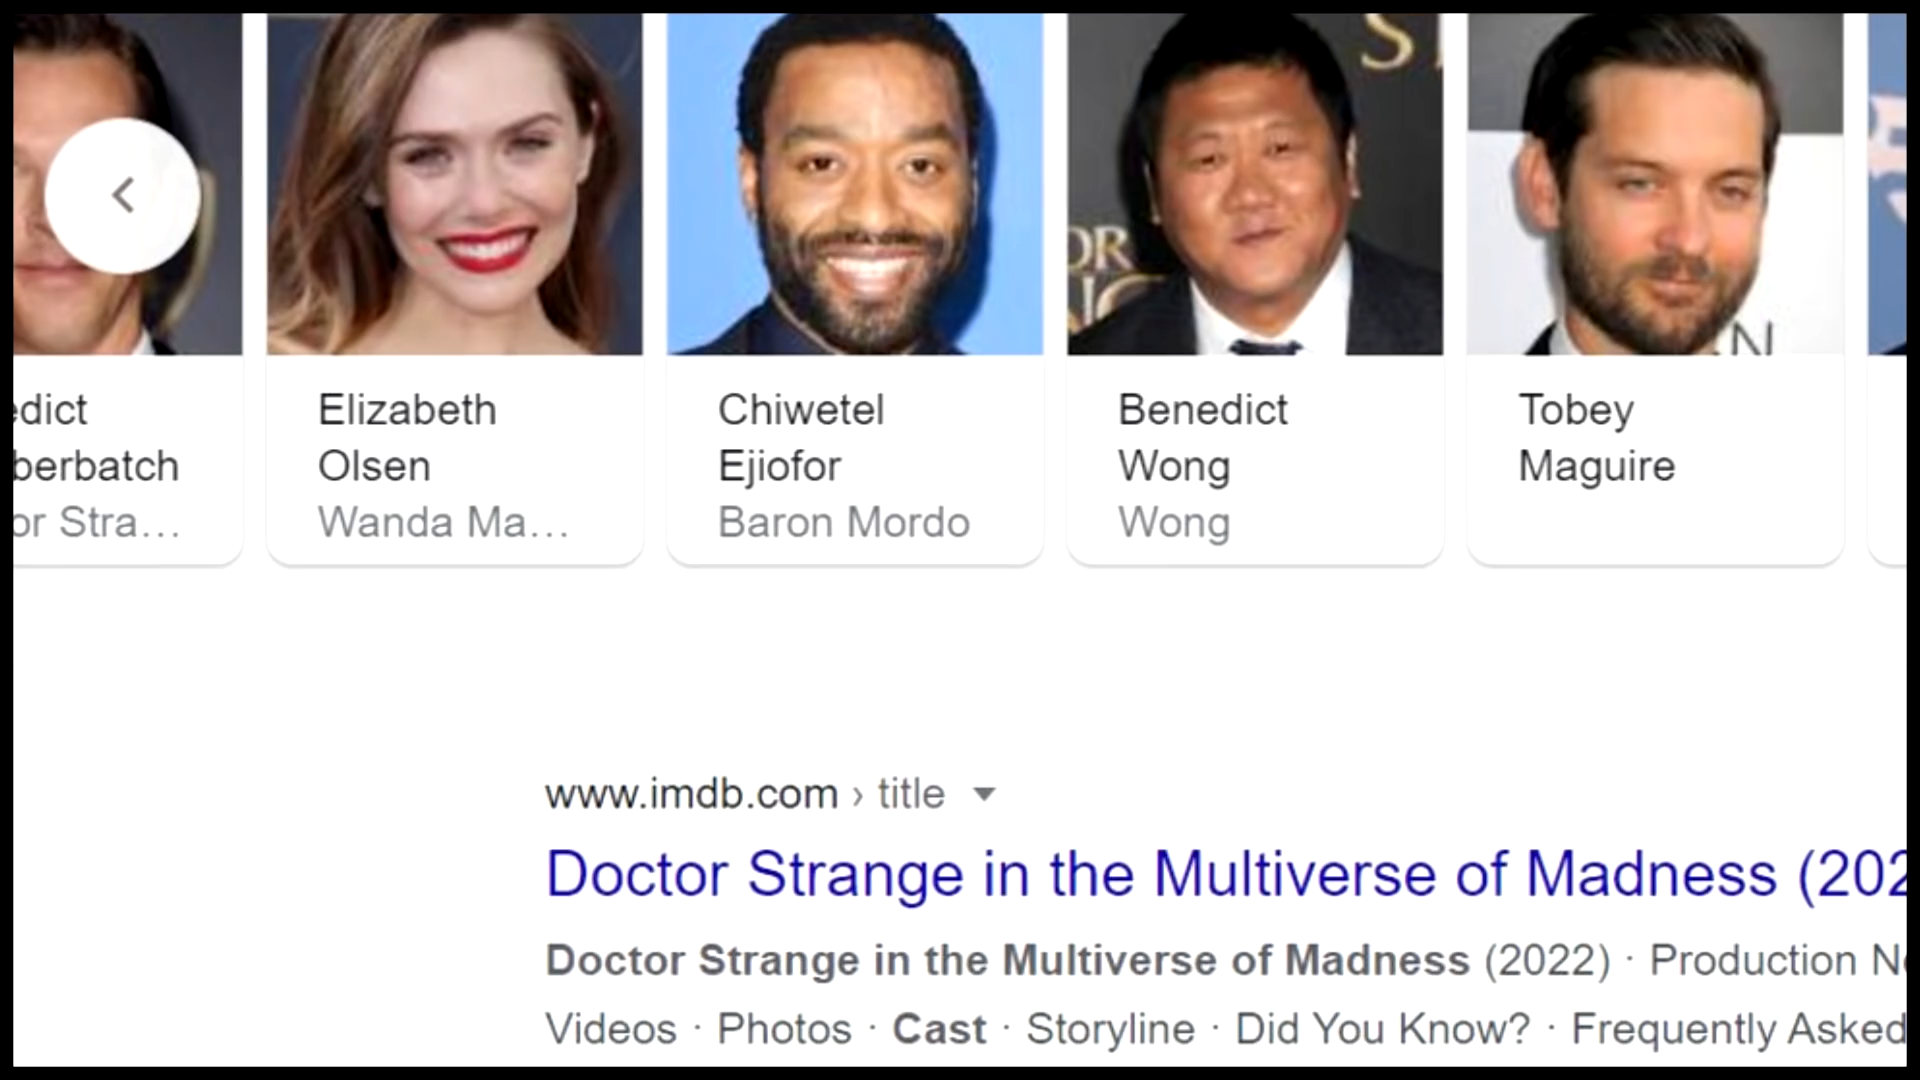 S
OR
N
edict
berbatch
or Stra...
Elizabeth
Olsen
Wanda Ma...
Chiwetel
Ejiofor
Baron Mordo
Benedict
Wong
Wong
Tobey
Maguire
www.imdb.com › title
Doctor Strange in the Multiverse of Madness (202
Doctor Strange in the Multiverse of Madness (2022) · Production N
Videos · Photos · Cast · Storyline · Did You Know? · Frequently Asked